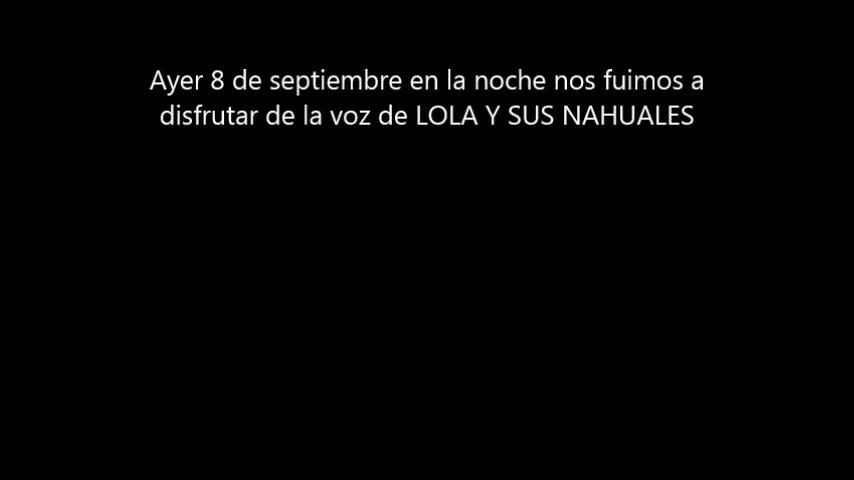 Ayer 8 de septiembre en la noche nos fuimos a
disfrutar de la voz de LOLA Y SUS NAHUALES